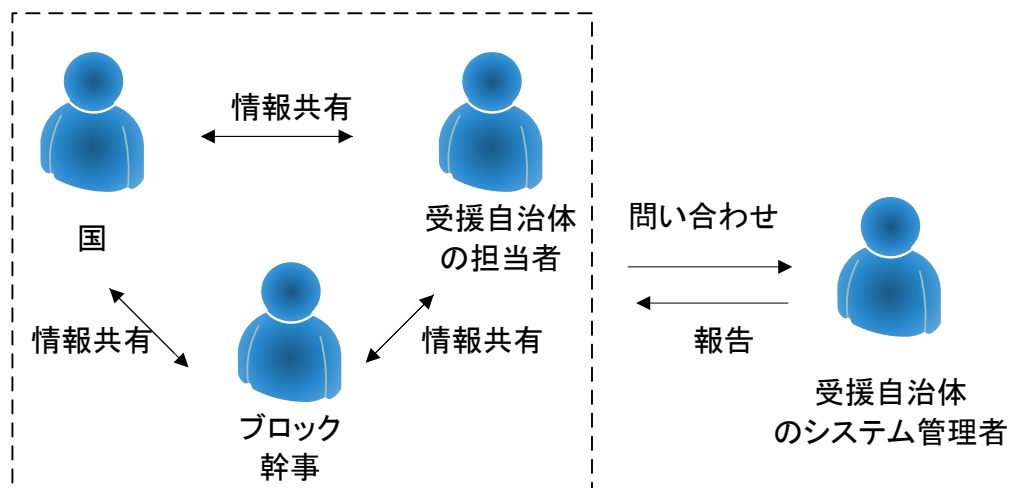 情報共有
国
受援自治体
の担当者
情報共有
情報共有
ブロック
幹事
問い合わせ
報告
受援自治体
のシステム管理者